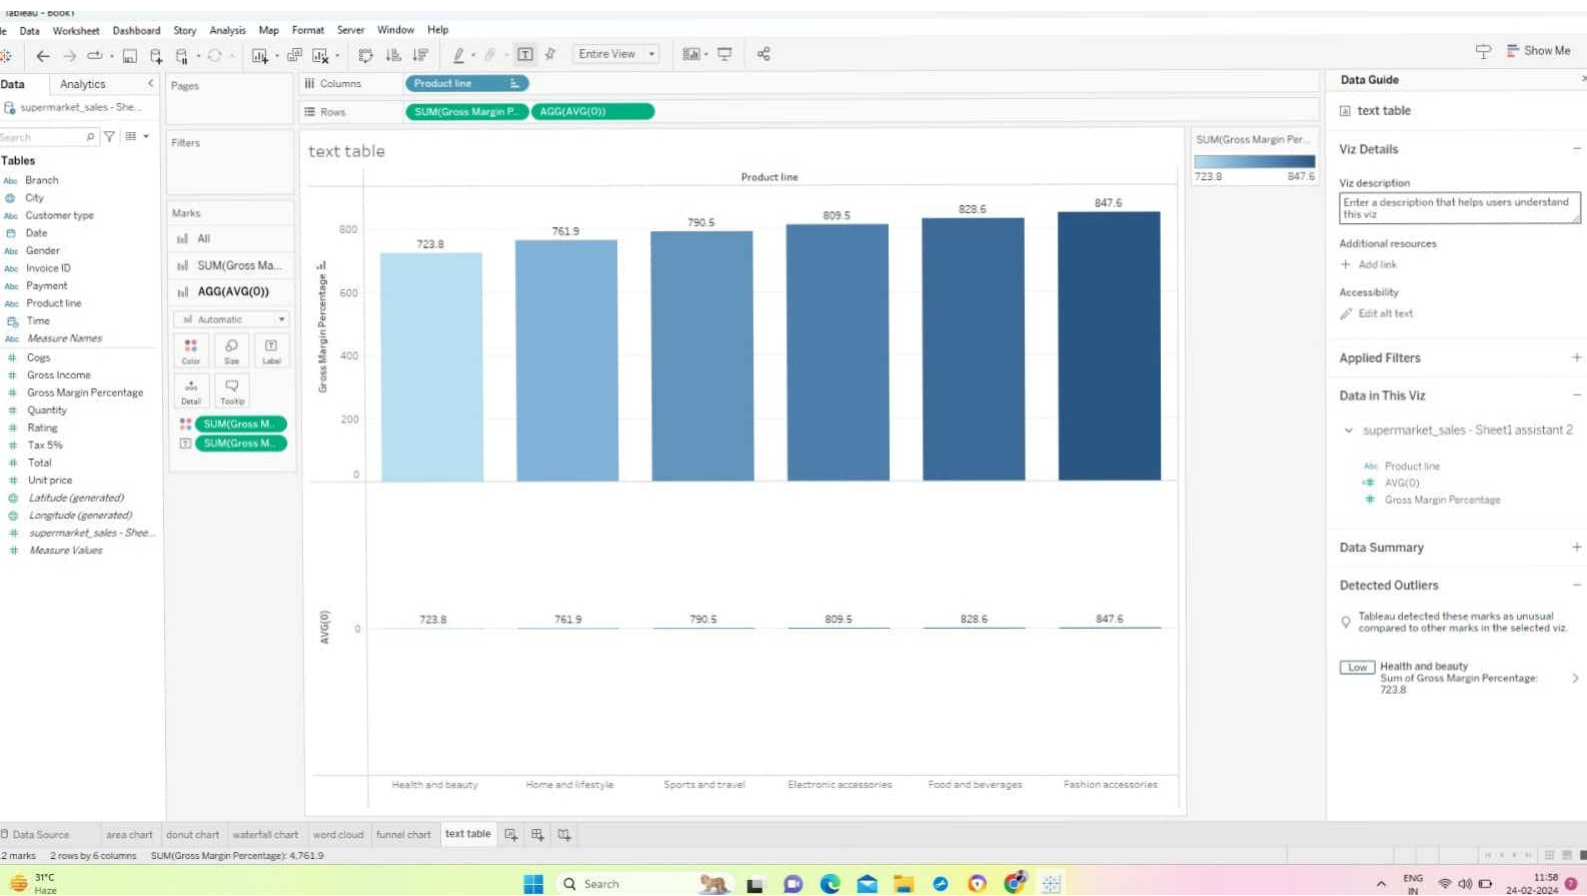 Tableau - Book1
Data Worksheet Dashboard Story Analysis Map Format Server Window Help
Entire View
Show Me
Data Analytics
supermarket_sales - She...
Search
Tables
Abc Branch
City
Abc Customer type
Date
Abc Gender
Abc Invoice ID
Abc Payment
Abc Product line
Time
Abc Measure Names
# Cogs
# Gross Income
# Gross Margin Percentage
# Quantity
# Rating
# Tax 5%
# Total
# Unit price
Latitude (generated)
Longitude (generated)
# supermarket_sales - Shee...
# Measure Values
Pages
Filters
Marks
All
SUM(Gross Ma...
AGG(AVG(0))
Automatic
Color Size Label
Detail Tooltip
SUM(Gross M..
SUM(Gross M..
Columns Product line
Rows SUM(Gross Margin P.. AGG(AVG(0))
text table
Product line
Gross Margin Percentage
800
600
400
200
0
723.8 761.9 790.5 809.5 828.6 847.6
AVG(0)
0
723.8 761.9 790.5 809.5 828.6 847.6
Health and beauty Home and lifestyle Sports and travel Electronic accessories Food and beverages Fashion accessories
SUM(Gross Margin Per...
723.8 847.6
Data Guide
text table
Viz Details
Viz description
Enter a description that helps users understand
this viz
Additional resources
+ Add link
Accessibility
Edit alt text
Applied Filters
Data in This Viz
supermarket_sales - Sheet1 assistant 2
Abc Product line
# AVG(0)
# Gross Margin Percentage
Data Summary
Detected Outliers
Tableau detected these marks as unusual
compared to other marks in the selected viz.
Low Health and beauty
Sum of Gross Margin Percentage:
723.8
Data Source area chart donut chart waterfall chart word cloud funnel chart text table
2 marks 2 rows by 6 columns SUM(Gross Margin Percentage): 4,761.9
31°C
Haze
Search
ENG
IN
11:58
24-02-2024